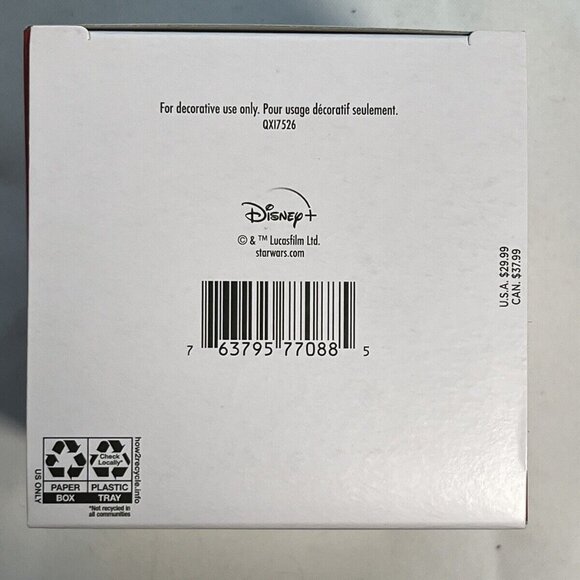 For decorative use only. Pour usage décoratif seulement.
QXI7526
Disney+
© & ™ Lucasfilm Ltd.
starwars.com
U.S.A. $29.99
CAN. $37.99
7 63795 77088 5
US ONLY
PAPER
BOX
Check
Locally*
PLASTIC
TRAY
*Not recycled in
all communities
how2recycle.info